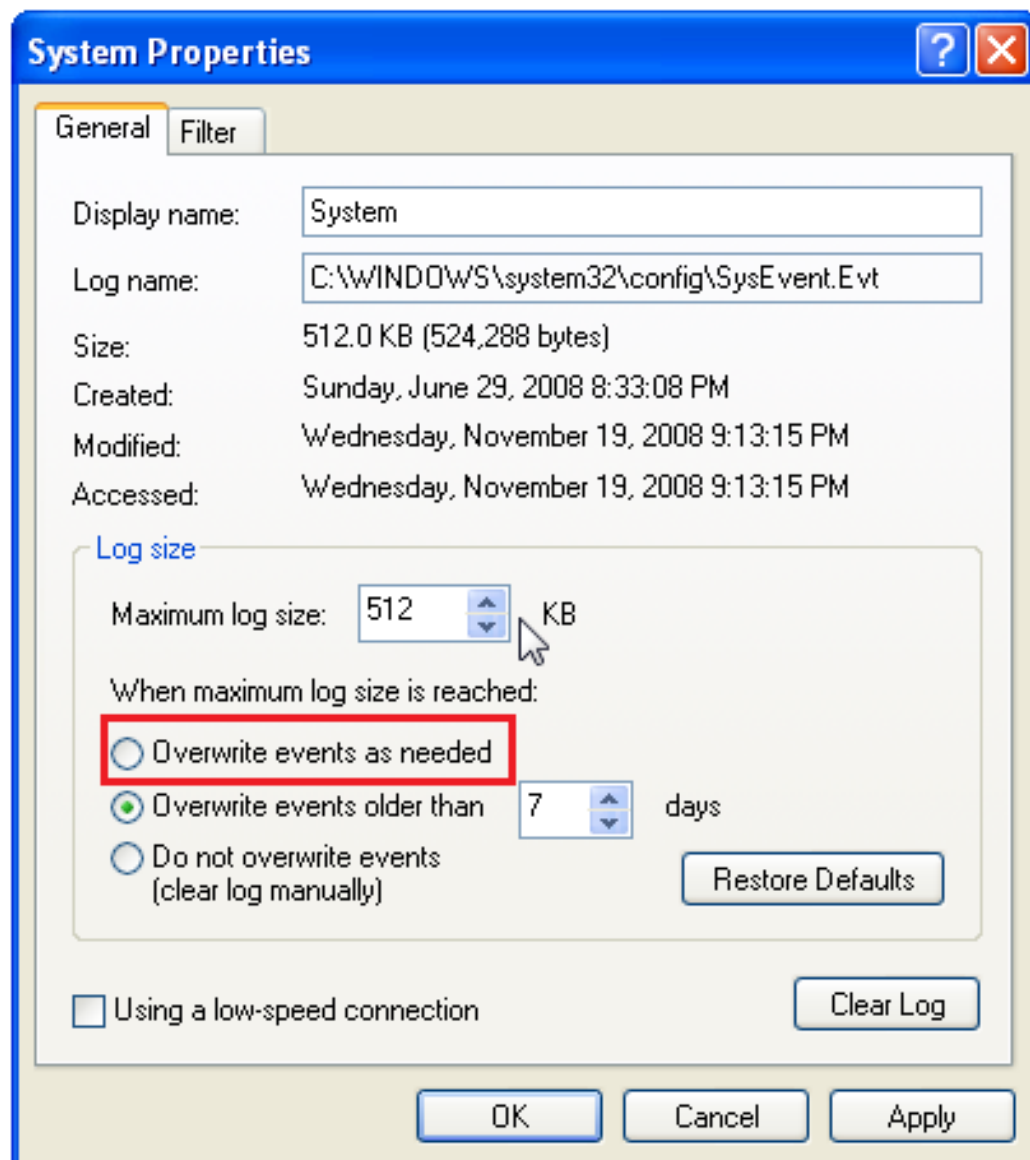 System Properties
General
Filter
Display name: System
Log name: C:\WINDOWS\system32\config\SysEvent.Evt
Size: 512.0 KB (524,288 bytes)
Created: Sunday, June 29, 2008 8:33:08 PM
Modified: Wednesday, November 19, 2008 9:13:15 PM
Accessed: Wednesday, November 19, 2008 9:13:15 PM
Log size
Maximum log size: 512 KB
When maximum log size is reached:
Overwrite events as needed
Overwrite events older than 7 days
Do not overwrite events
(clear log manually)
Restore Defaults
Using a low-speed connection
Clear Log
OK
Cancel
Apply